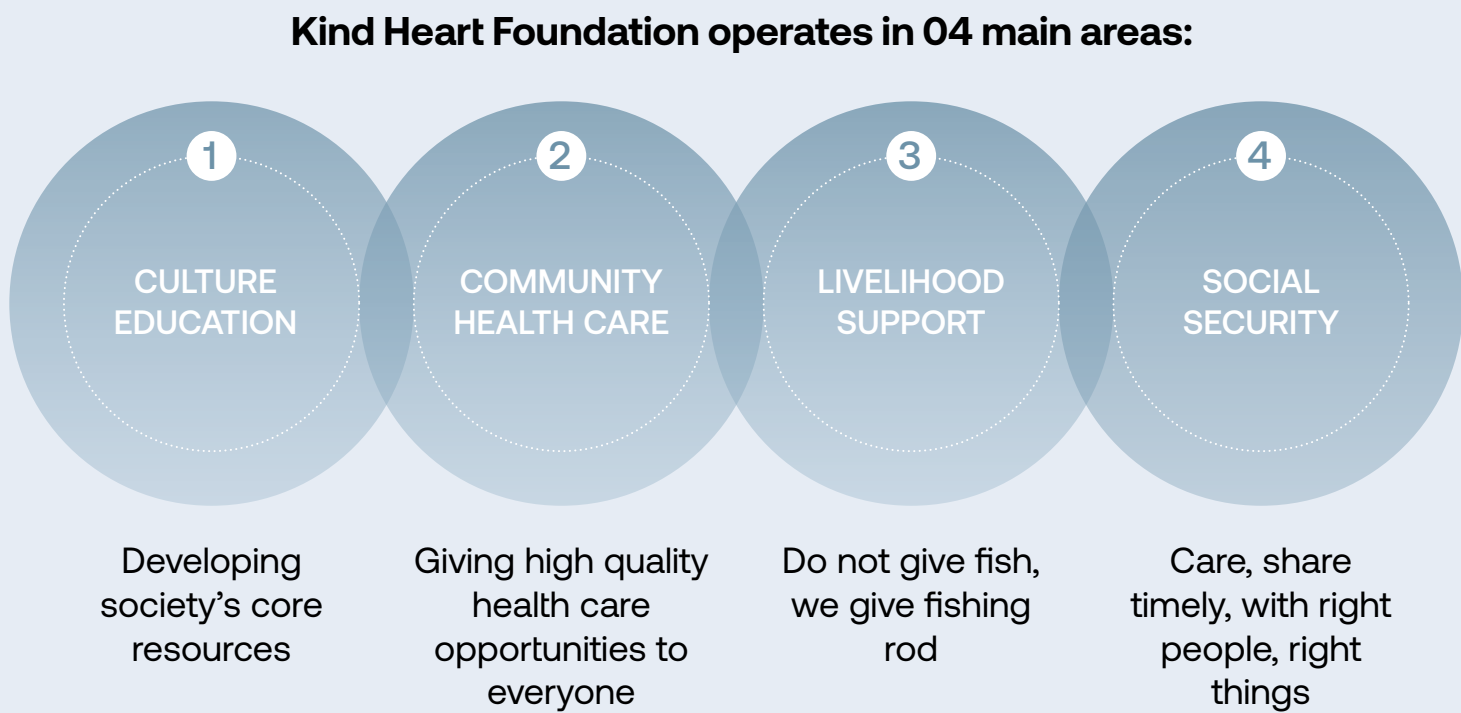 Kind Heart Foundation operates in 04 main areas:
1
CULTURE
EDUCATION
Developing
society’s core
resources
2
COMMUNITY
HEALTH CARE
Giving high quality
health care
opportunities to
everyone
3
LIVELIHOOD
SUPPORT
Do not give fish,
we give fishing
rod
4
SOCIAL
SECURITY
Care, share
timely, with right
people, right
things